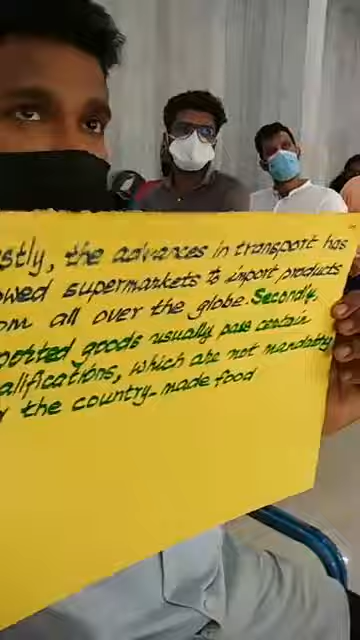 stly, the advances in transport has
owed supermarkets to import products
om all over the globe. Secondly,
ported goods usually pass certain
alifications, which are not mandatory
r the country-made food